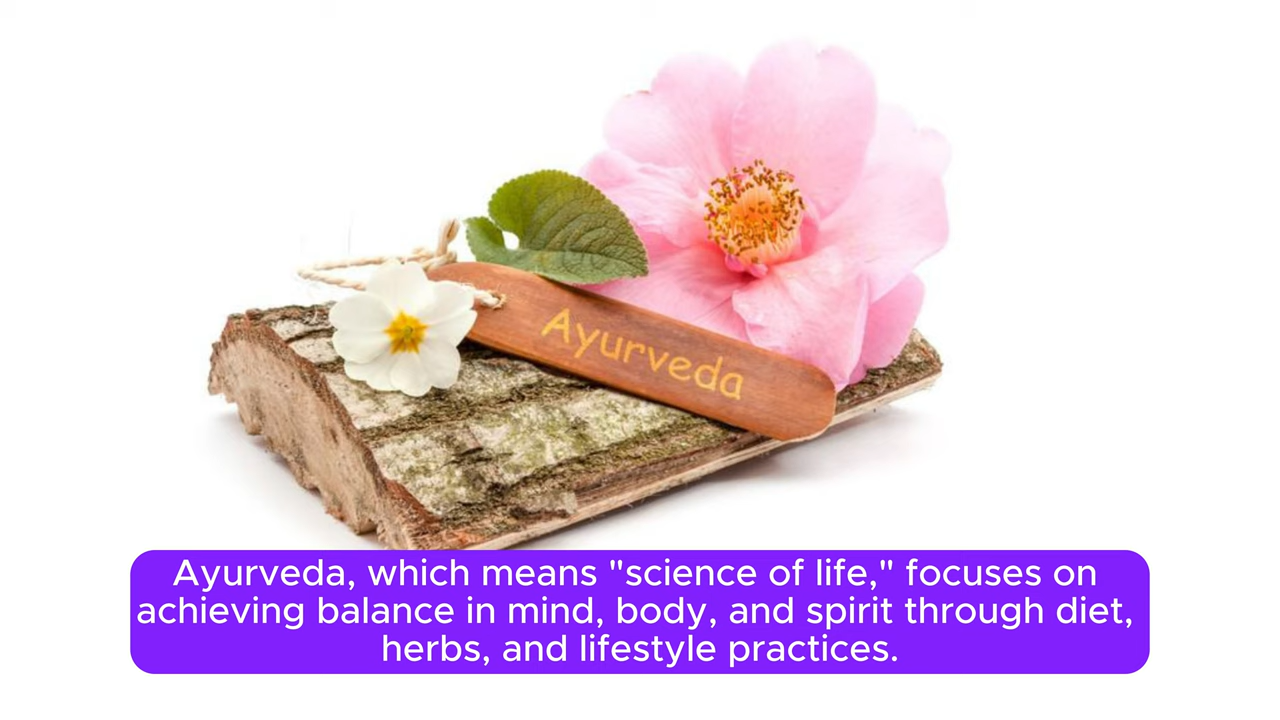 Ayurveda
Ayurveda, which means "science of life," focuses on
achieving balance in mind, body, and spirit through diet,
herbs, and lifestyle practices.